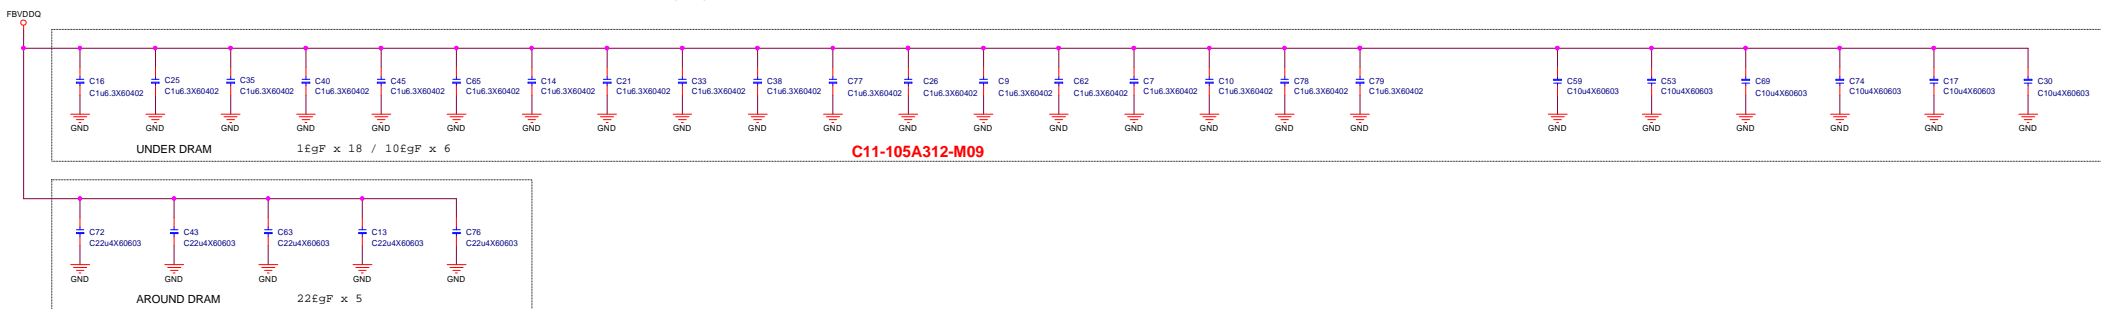 FBVDDQ
C16 C25 C35 C40 C45 C65 C14 C21 C33 C38 C77 C26 C9 C62 C7 C10 C78 C79 C59 C53 C69 C74 C17 C30
C1u6.3X60402 C1u6.3X60402 C1u6.3X60402 C1u6.3X60402 C1u6.3X60402 C1u6.3X60402 C1u6.3X60402 C1u6.3X60402 C1u6.3X60402 C1u6.3X60402 C1u6.3X60402 C1u6.3X60402 C1u6.3X60402 C1u6.3X60402 C1u6.3X60402 C1u6.3X60402 C1u6.3X60402 C1u6.3X60402 C10u4X60603 C10u4X60603 C10u4X60603 C10u4X60603 C10u4X60603 C10u4X60603
GND GND GND GND GND GND GND GND GND GND GND GND GND GND GND GND GND GND GND GND GND GND GND GND
UNDER DRAM 1£gF x 18 / 10£gF x 6 C11-105A312-M09
C72 C43 C63 C13 C76
C22u4X60603 C22u4X60603 C22u4X60603 C22u4X60603 C22u4X60603
GND GND GND GND GND
AROUND DRAM 22£gF x 5